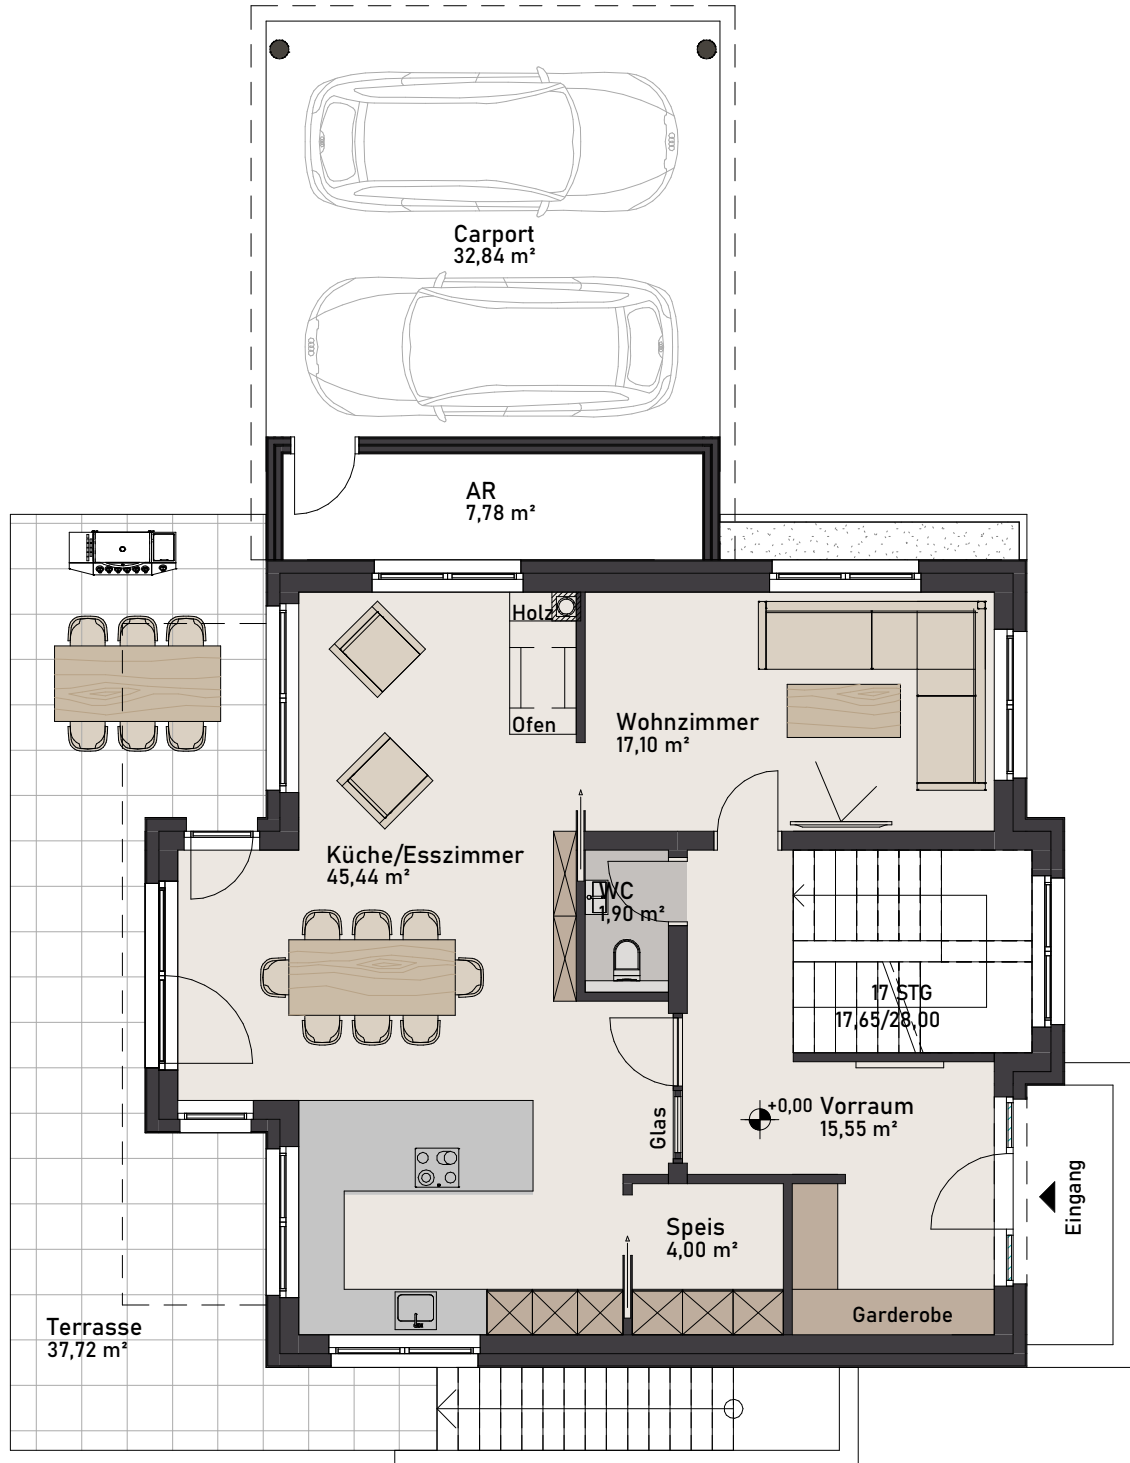 Carport
32,84 m²
AR
7,78 m²
Holz
Ofen
Wohnzimmer
17,10 m²
Küche/Esszimmer
45,44 m²
WC
1,90 m²
17 STG
17,65/28,00
+0,00
Vorraum
15,55 m²
Glas
Eingang
Speis
4,00 m²
Garderobe
Terrasse
37,72 m²